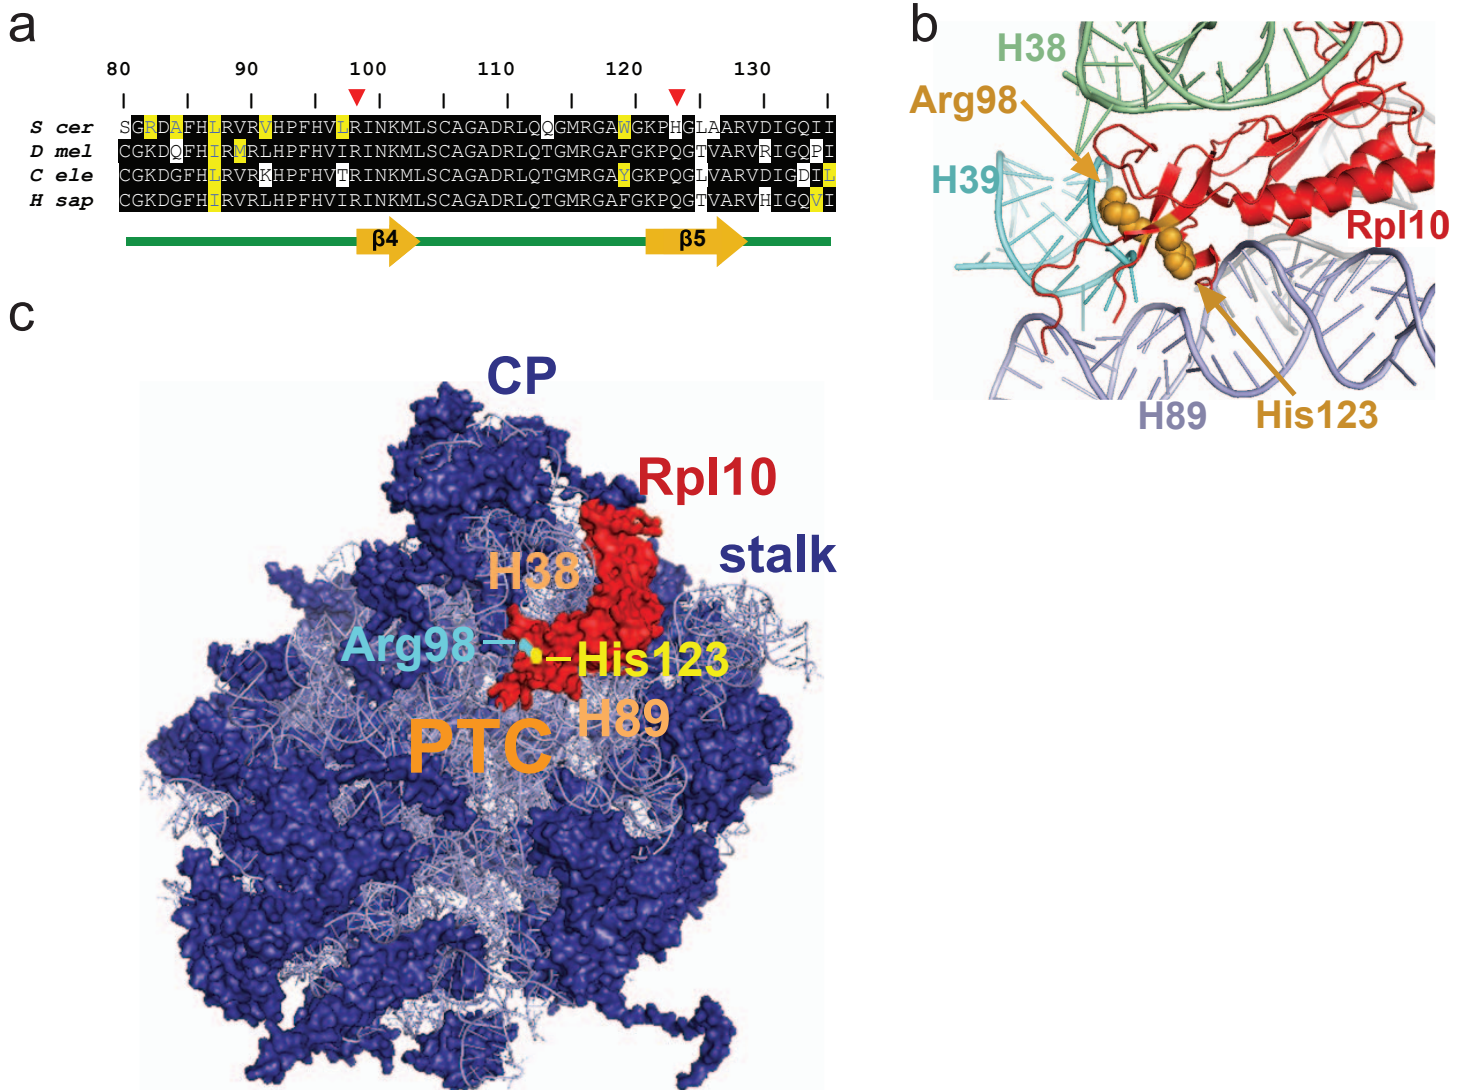 a
80 90 100 110 120 130
S cer SGRDAFHLRVRVHPFHVLRINKMLSCAGADRLQQGMRGAWGKPHGLAARVDIGQII
D mel CGKDQFHIRMRLHPFHVIRINKMLSCAGADRLQTGMRGAFGKPQGTVARVRIGQPI
C ele CGKDGFHLRVRKHPFHVTRINKMLSCAGADRLQTGMRGAYGKPQGLVARVDIGDIL
H sap CGKDGFHIRVRLHPFHVIRINKMLSCAGADRLQTGMRGAFGKPQGTVARVHIGQVI
β4 β5
b
H38
Arg98
H39
Rpl10
H89 His123
c
CP
Rpl10
stalk
H38
Arg98
His123
H89
PTC